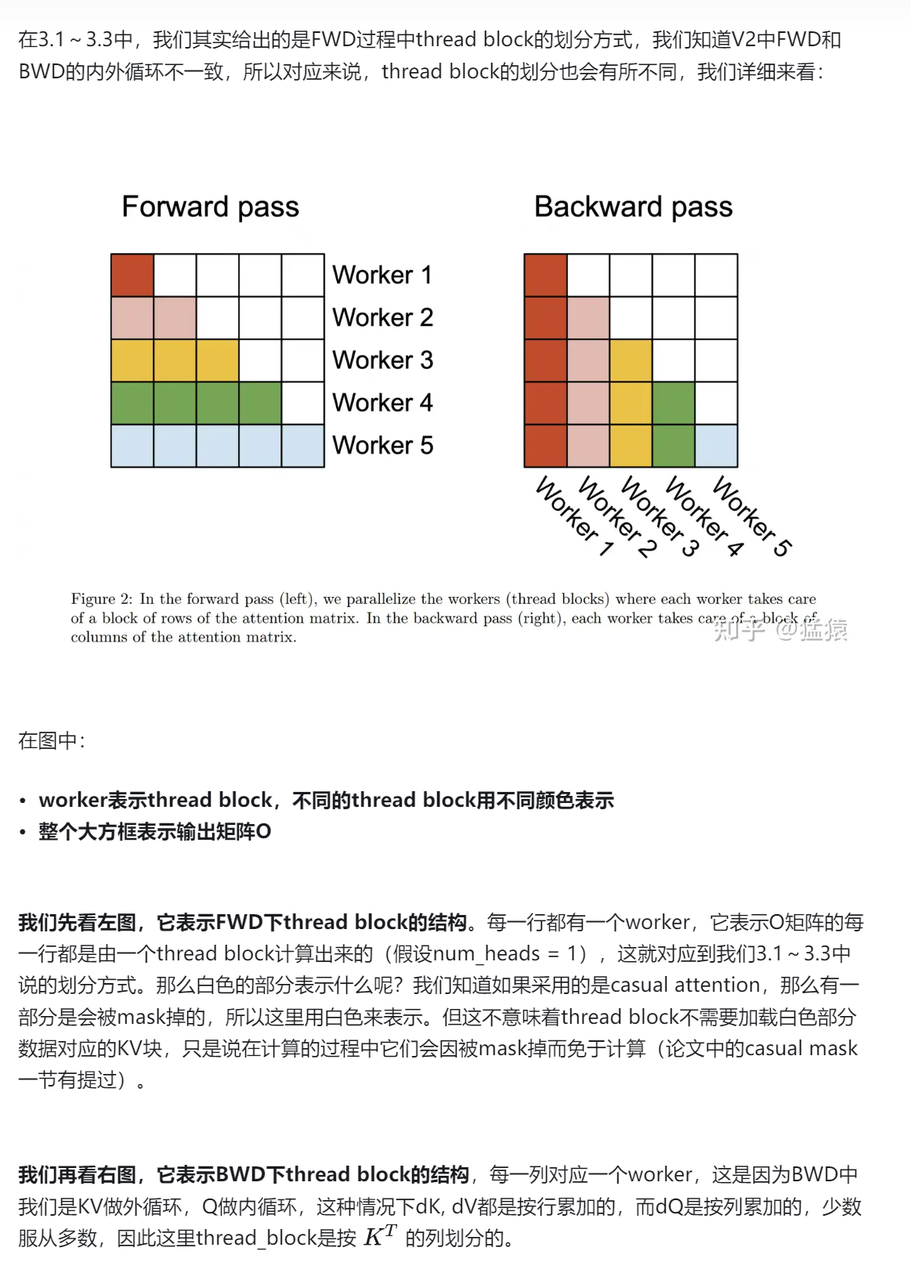 在3.1～3.3中，我们其实给出的是FWD过程中thread block的划分方式，我们知道V2中FWD和
BWD的内外循环不一致，所以对应来说，thread block的划分也会有所不同，我们详细来看：
Forward pass
Backward pass
Worker 1
Worker 2
Worker 3
Worker 4
Worker 5
Worker 1
Worker 2
Worker 3
Worker 4
Worker 5
Figure 2: In the forward pass (left), we parallelize the workers (thread blocks) where each worker takes care
of a block of rows of the attention matrix. In the backward pass (right), each worker takes care of a block of
columns of the attention matrix.
知乎 @猛猿
在图中：
• worker表示thread block，不同的thread block用不同颜色表示
• 整个大方框表示输出矩阵O
我们先看左图，它表示FWD下thread block的结构。每一行都有一个worker，它表示O矩阵的每
一行都是由一个thread block计算出来的（假设num_heads = 1），这就对应到我们3.1～3.3中
说的划分方式。那么白色的部分表示什么呢？我们知道如果采用的是casual attention，那么有一
部分是会被mask掉的，所以这里用白色来表示。但这不意味着thread block不需要加载白色部分
数据对应的KV块，只是说在计算的过程中它们会因被mask掉而免于计算（论文中的casual mask
一节有提过）。
我们再看右图，它表示BWD下thread block的结构，每一列对应一个worker，这是因为BWD中
我们是KV做外循环，Q做内循环，这种情况下dK, dV都是按行累加的，而dQ是按列累加的，少数
服从多数，因此这里thread_block是按 K^T 的列划分的。